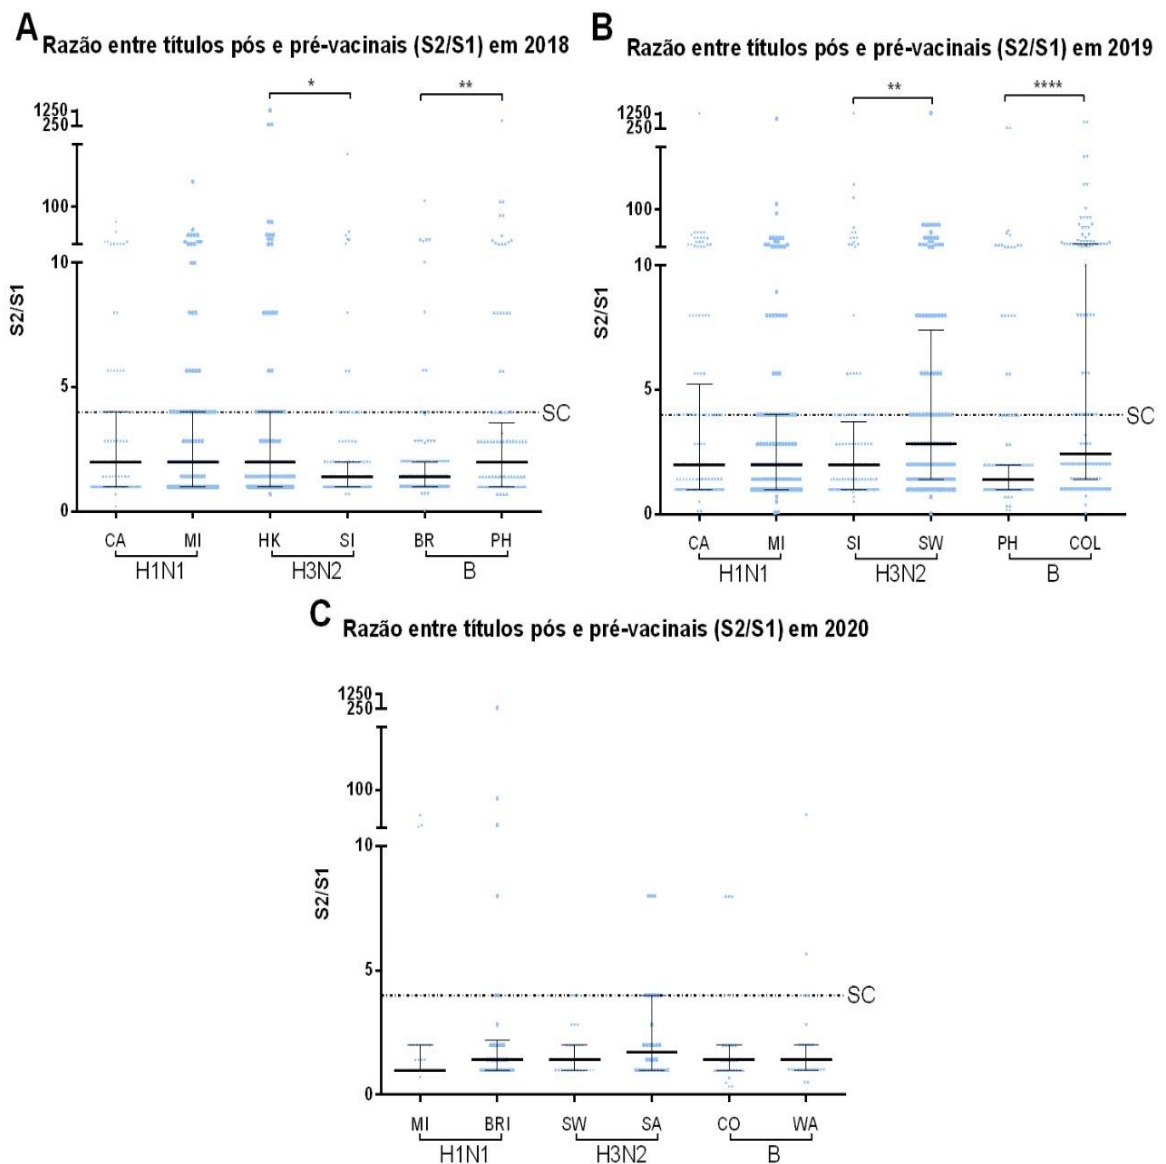 A Razão entre títulos pós e pré-vacinais (S2/S1) em 2018
* **
1250
250
100
10
5
0
S2/S1
SC
CA MI HK SI BR PH
H1N1 H3N2 B
B Razão entre títulos pós e pré-vacinais (S2/S1) em 2019
** ****
1250
250
100
10
5
0
S2/S1
SC
CA MI SI SW PH COL
H1N1 H3N2 B
C Razão entre títulos pós e pré-vacinais (S2/S1) em 2020
1250
250
100
10
5
0
S2/S1
SC
MI BRI SW SA CO WA
H1N1 H3N2 B